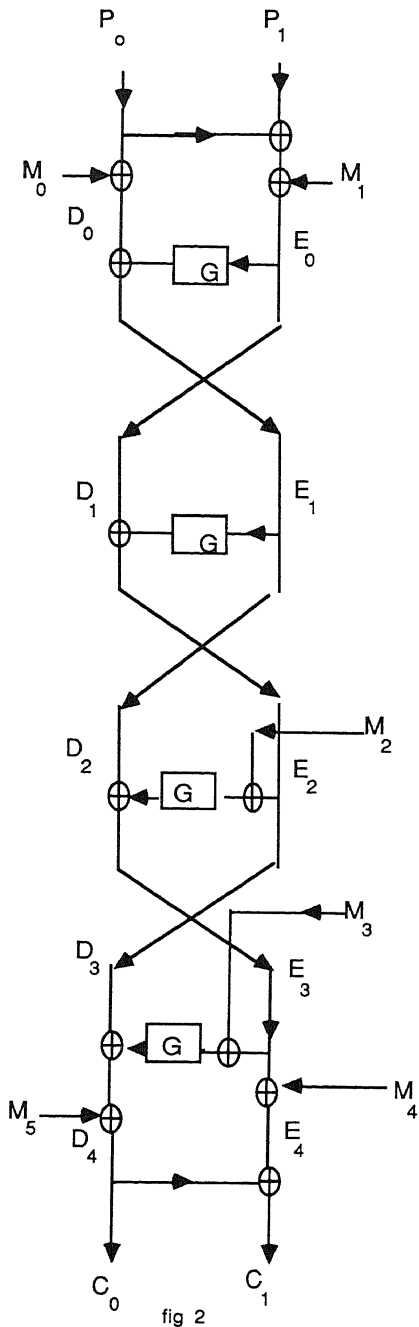 P₀ P₁
M₀ M₁
D₀ E₀
G
D₁ E₁
G
M₂
D₂ E₂
G
M₃
D₃ E₃
G
M₄
M₅
D₄ E₄
C₀ C₁
fig 2